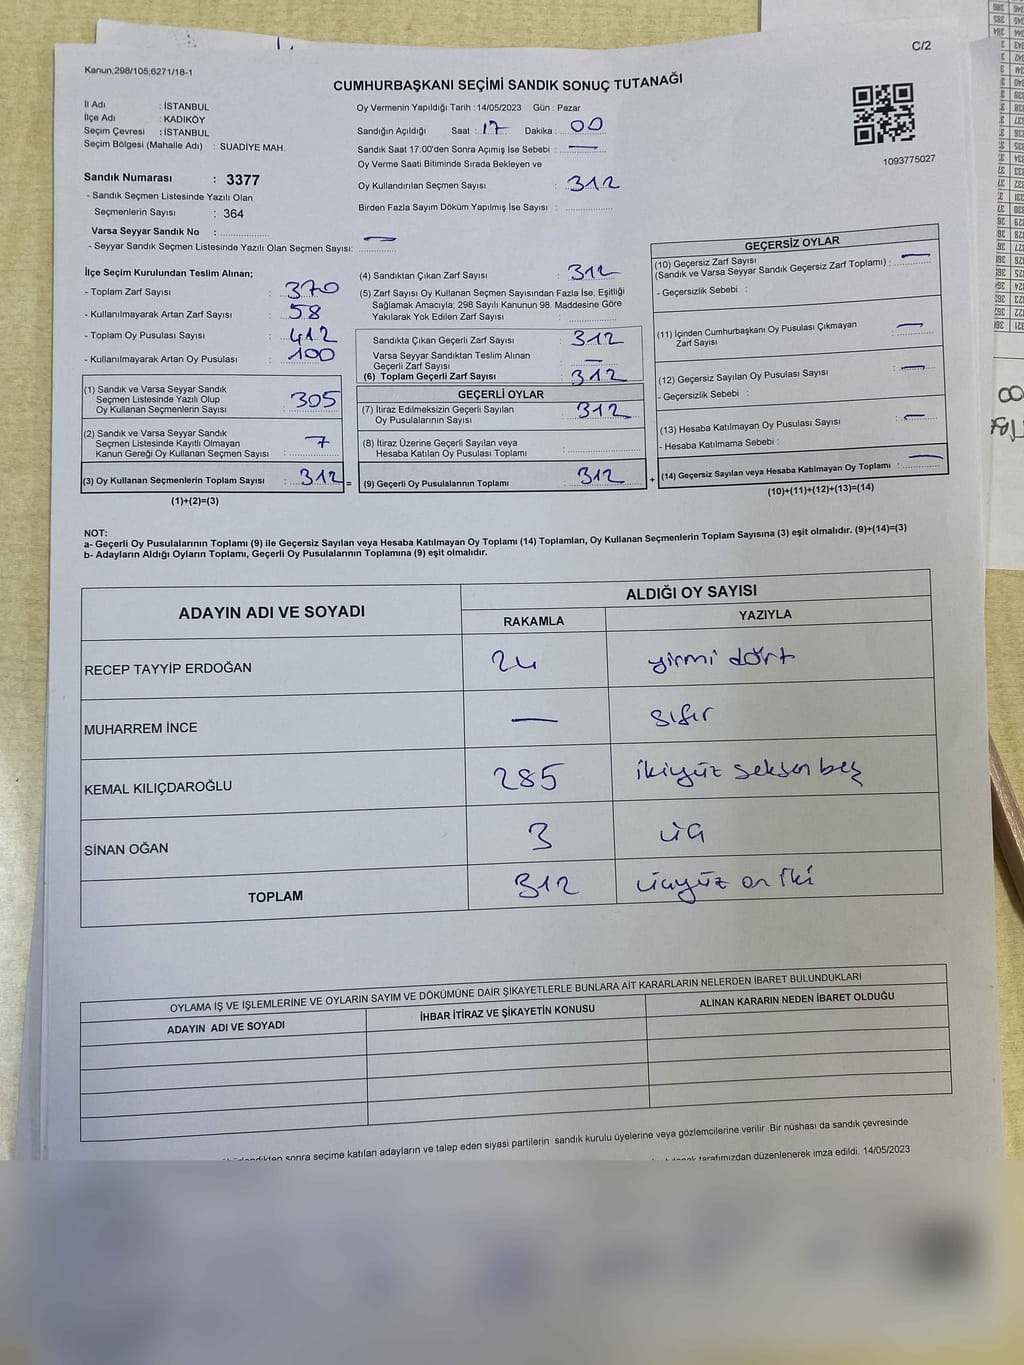 C/2
Kanun:298/105,6271/18-1
CUMHURBAŞKANI SEÇİMİ SANDIK SONUÇ TUTANAĞI
İl Adı : İSTANBUL
İlçe Adı : KADIKÖY
Seçim Çevresi : İSTANBUL
Seçim Bölgesi (Mahalle Adı) : SUADİYE MAH.
Oy Vermenin Yapıldığı Tarih : 14/05/2023 Gün : Pazar
Sandığın Açıldığı Saat : 17 Dakika : 00
Sandık Saat 17:00'den Sonra Açımış İse Sebebi : —
Oy Verme Saati Bitiminde Sırada Bekleyen ve
Oy Kullandırılan Seçmen Sayısı : 312
Birden Fazla Sayım Döküm Yapılmış İse Sayısı :
1093775027
Sandık Numarası : 3377
- Sandık Seçmen Listesinde Yazılı Olan
Seçmenlerin Sayısı : 364
Varsa Seyyar Sandık No :
- Seyyar Sandık Seçmen Listesinde Yazılı Olan Seçmen Sayısı: —
İlçe Seçim Kurulundan Teslim Alınan;
- Toplam Zarf Sayısı : 370
- Kullanılmayarak Artan Zarf Sayısı : 58
- Toplam Oy Pusulası Sayısı : 412
- Kullanılmayarak Artan Oy Pusulası : 100
(1) Sandık ve Varsa Seyyar Sandık
Seçmen Listesinde Yazılı Olup
Oy Kullanan Seçmenlerin Sayısı : 305
(2) Sandık ve Varsa Seyyar Sandık
Seçmen Listesinde Kayıtlı Olmayan
Kanun Gereği Oy Kullanan Seçmen Sayısı : 7
(3) Oy Kullanan Seçmenlerin Toplam Sayısı : 312 =
(1)+(2)=(3)
(4) Sandıktan Çıkan Zarf Sayısı : 312
(5) Zarf Sayısı Oy Kullanan Seçmen Sayısından Fazla İse, Eşitliği
Sağlamak Amacıyla; 298 Sayılı Kanunun 98. Maddesine Göre
Yakılarak Yok Edilen Zarf Sayısı :
Sandıkta Çıkan Geçerli Zarf Sayısı : 312
Varsa Seyyar Sandıktan Teslim Alınan
Geçerli Zarf Sayısı : —
(6) Toplam Geçerli Zarf Sayısı : 312
GEÇERLİ OYLAR
(7) İtiraz Edilmeksizin Geçerli Sayılan
Oy Pusulalarının Sayısı : 312
(8) İtiraz Üzerine Geçerli Sayılan veya
Hesaba Katılan Oy Pusulası Toplamı :
(9) Geçerli Oy Pusulalarının Toplamı : 312 +
GEÇERSİZ OYLAR
(10) Geçersiz Zarf Sayısı
(Sandık ve Varsa Seyyar Sandık Geçersiz Zarf Toplamı) : —
- Geçersizlik Sebebi :
(11) İçinden Cumhurbaşkanı Oy Pusulası Çıkmayan
Zarf Sayısı : —
(12) Geçersiz Sayılan Oy Pusulası Sayısı : —
- Geçersizlik Sebebi :
(13) Hesaba Katılmayan Oy Pusulası Sayısı : —
- Hesaba Katılmama Sebebi :
(14) Geçersiz Sayılan veya Hesaba Katılmayan Oy Toplamı : —
(10)+(11)+(12)+(13)=(14)
NOT:
a- Geçerli Oy Pusulalarının Toplamı (9) ile Geçersiz Sayılan veya Hesaba Katılmayan Oy Toplamı (14) Toplamları, Oy Kullanan Seçmenlerin Toplam Sayısına (3) eşit olmalıdır. (9)+(14)=(3)
b- Adayların Aldığı Oyların Toplamı, Geçerli Oy Pusulalarının Toplamına (9) eşit olmalıdır.
ADAYIN ADI VE SOYADI
ALDIĞI OY SAYISI
RAKAMLA YAZIYLA
RECEP TAYYİP ERDOĞAN 24 yirmi dört
MUHARREM İNCE — sıfır
KEMAL KILIÇDAROĞLU 285 ikiyüz seksen beş
SİNAN OĞAN 3 üç
TOPLAM 312 üçyüz on iki
OYLAMA İŞ VE İŞLEMLERİNE VE OYLARIN SAYIM VE DÖKÜMÜNE DAİR ŞİKAYETLERLE BUNLARA AİT KARARLARIN NELERDEN İBARET BULUNDUKLARI
ADAYIN ADI VE SOYADI İHBAR İTİRAZ VE ŞİKAYETİN KONUSU ALINAN KARARIN NEDEN İBARET OLDUĞU
sonra seçime katılan adayların ve talep eden siyasi partilerin sandık kurulu üyelerine veya gözlemcilerine verilir .Bir nüshası da sandık çevresinde
tarafımızdan düzenlenerek imza edildi. 14/05/2023